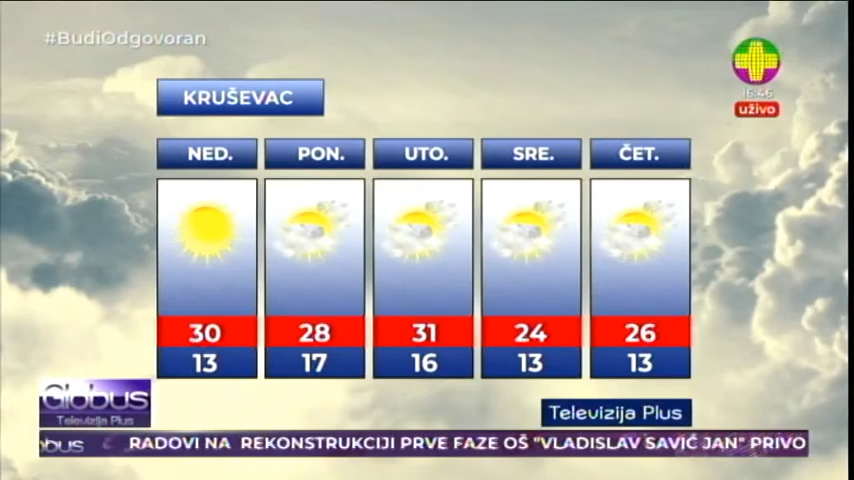 #BudiOdgovoran
16:46
uživo
KRUŠEVAC
NED. PON. UTO. SRE. ČET.
30 28 31 24 26
13 17 16 13 13
Globus
Televizija Plus
Televizija Plus
obus RADOVI NA REKONSTRUKCIJI PRVE FAZE OŠ "VLADISLAV SAVIĆ JAN" PRIVO